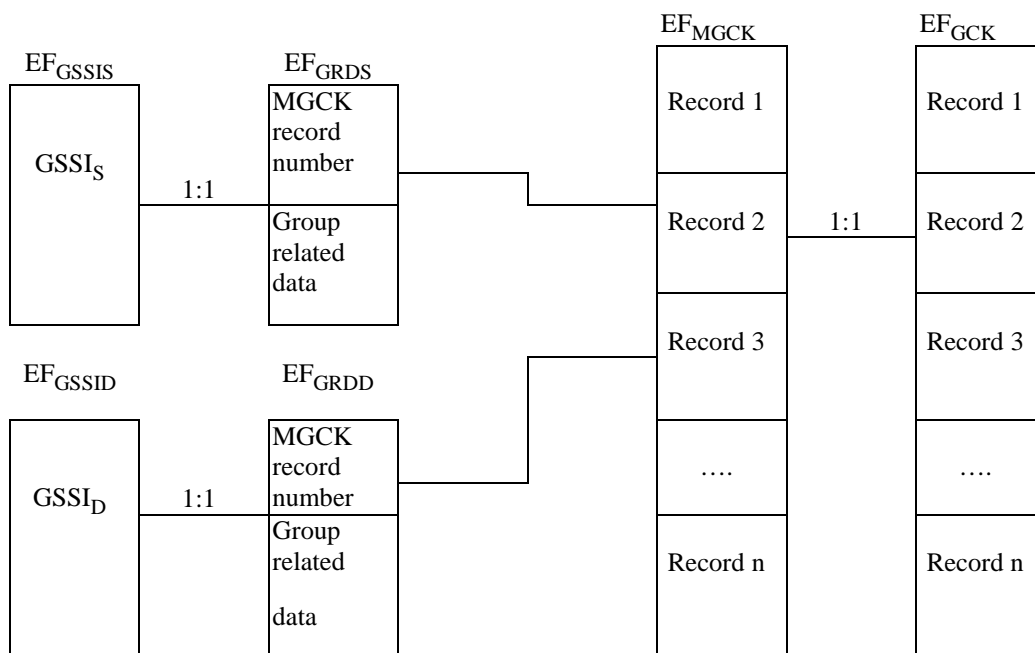 EF_MGCK
EF_GCK
EF_GSSIS
EF_GRDS
MGCK
record
number
Group
related
data
GSSI_S
1:1
Record 1
Record 2
Record 3
....
Record n
1:1
Record 1
Record 2
Record 3
....
Record n
EF_GSSID
EF_GRDD
MGCK
record
number
Group
related
data
GSSI_D
1:1